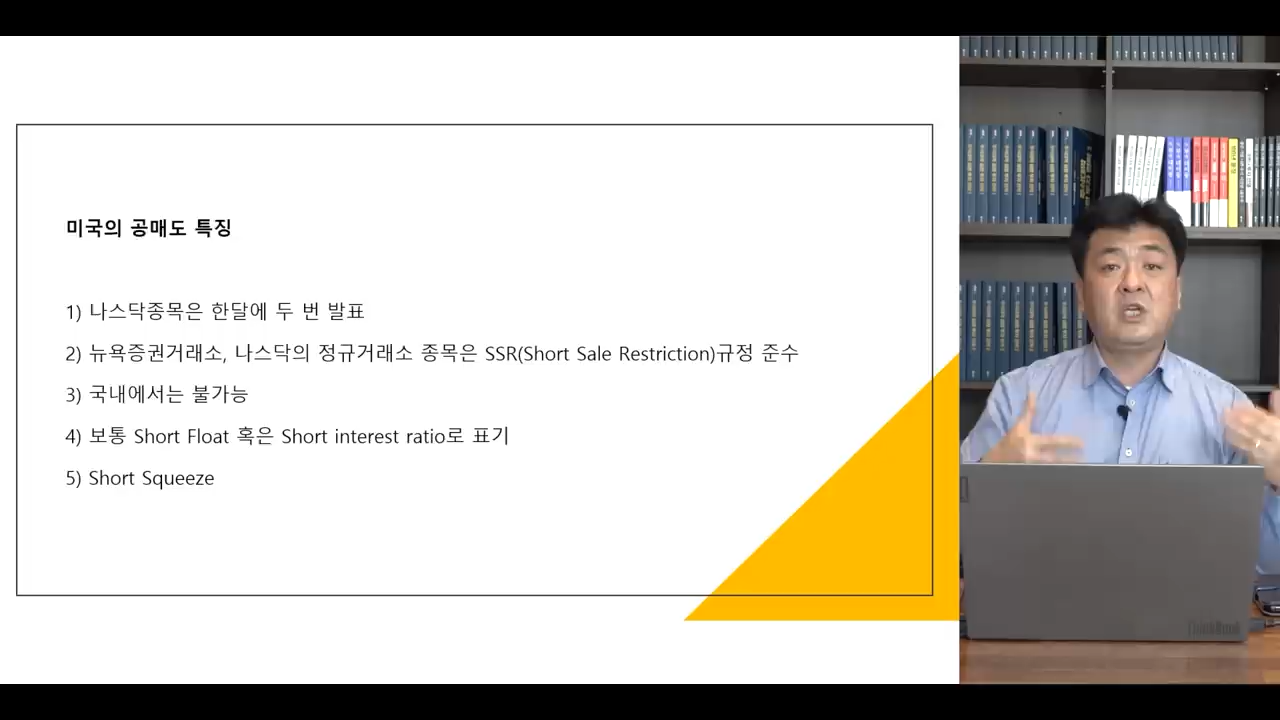 미국의 공매도 특징
1) 나스닥종목은 한달에 두 번 발표
2) 뉴욕증권거래소, 나스닥의 정규거래소 종목은 SSR(Short Sale Restriction)규정 준수
3) 국내에서는 불가능
4) 보통 Short Float 혹은 Short interest ratio로 표기
5) Short Squeeze
ThinkBook